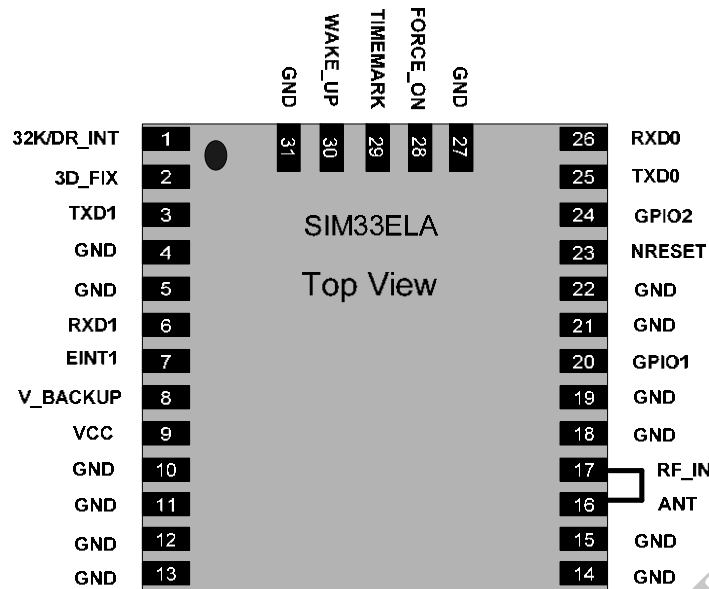 GND WAKE_UP TIMEMARK FORCE_ON GND
31 30 29 28 27
32K/DR_INT 1 26 RXD0
3D_FIX 2 25 TXD0
TXD1 3 24 GPIO2
GND 4 23 NRESET
GND 5 22 GND
RXD1 6 21 GND
EINT1 7 20 GPIO1
V_BACKUP 8 19 GND
VCC 9 18 GND
GND 10 17 RF_IN
GND 11 16 ANT
GND 12 15 GND
GND 13 14 GND
SIM33ELA
Top View